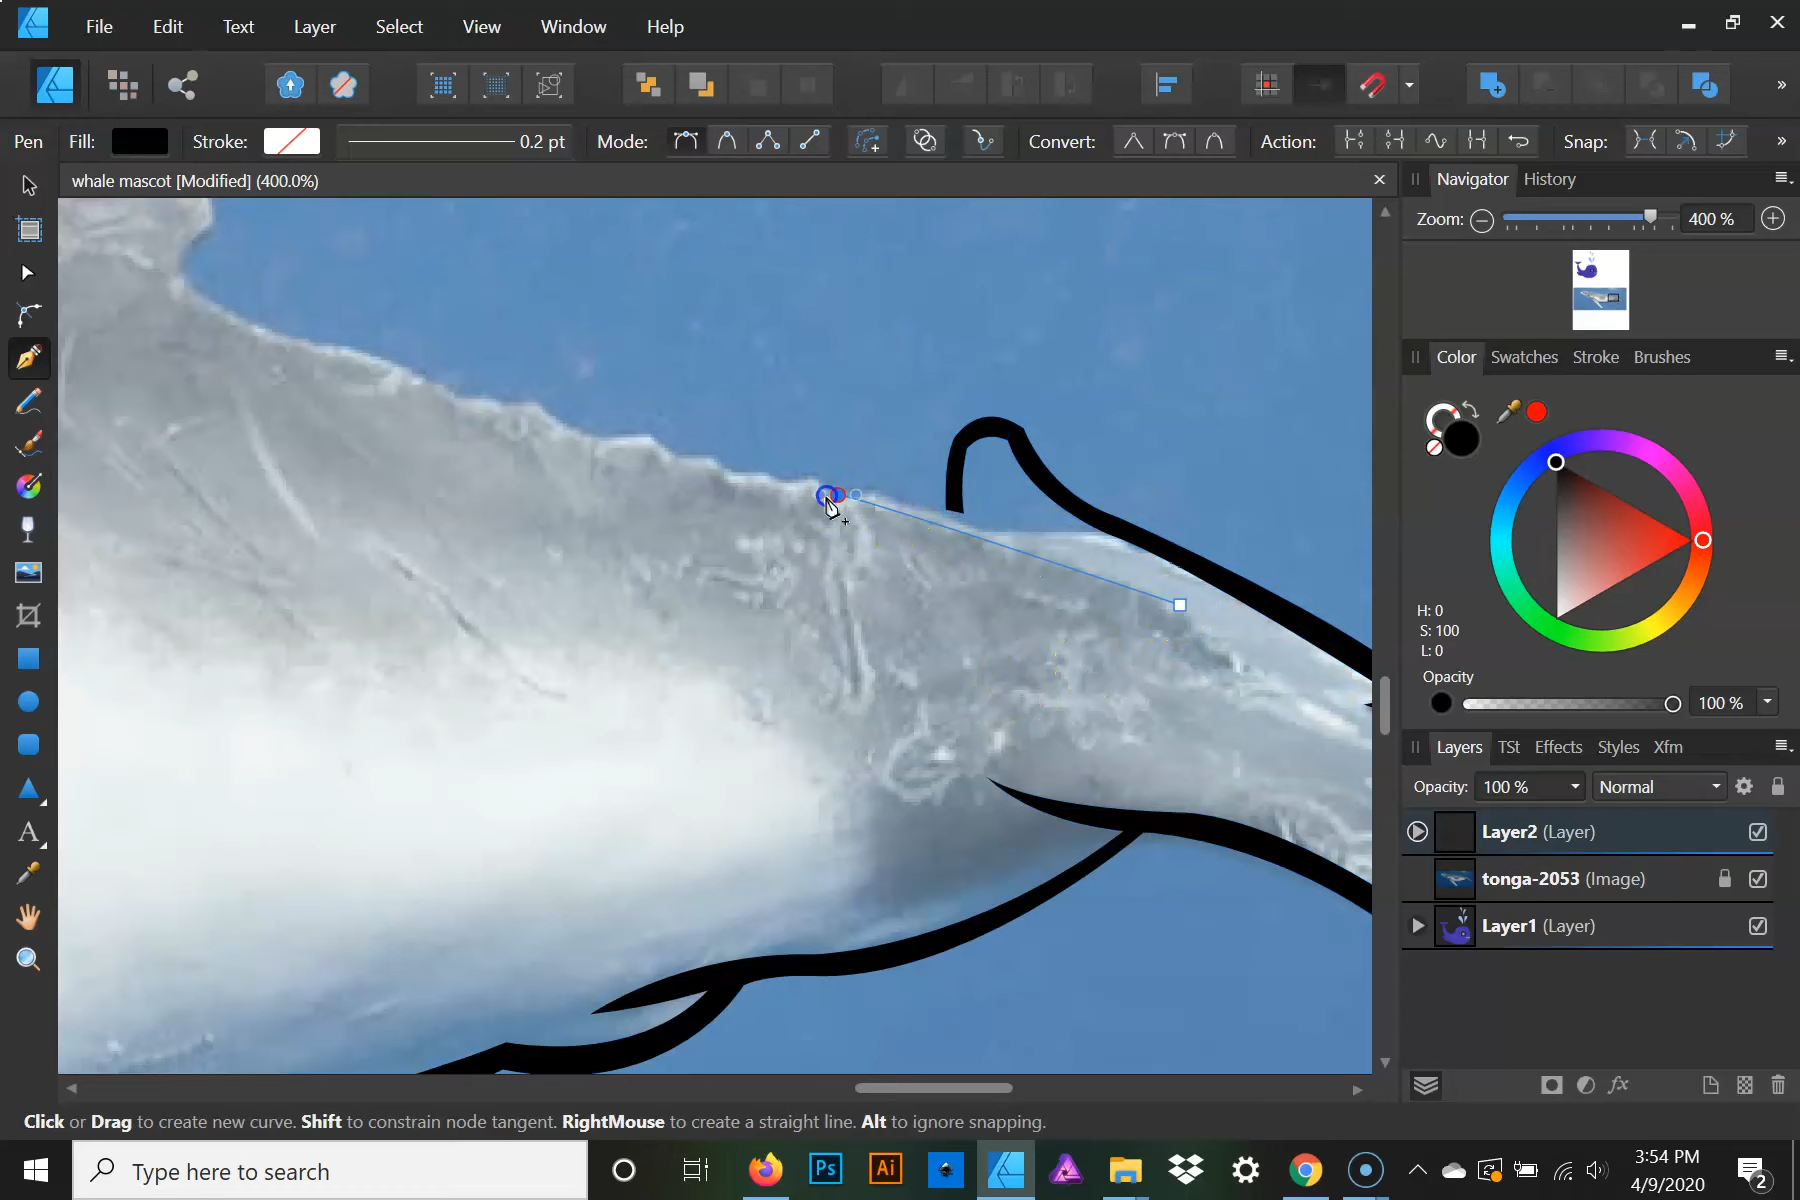 File Edit Text Layer Select View Window Help
Pen Fill: Stroke: 0.2 pt Mode: Convert: Action: Snap:
whale mascot [Modified] (400.0%)
Navigator History
Zoom: 400 %
Color Swatches Stroke Brushes
H: 0
S: 100
L: 0
Opacity
100 %
Layers TSt Effects Styles Xfm
Opacity: 100 % Normal
Layer2 (Layer)
tonga-2053 (Image)
Layer1 (Layer)
Click or Drag to create new curve. Shift to constrain node tangent. RightMouse to create a straight line. Alt to ignore snapping.
Type here to search
Ps Ai
3:54 PM
4/9/2020
2